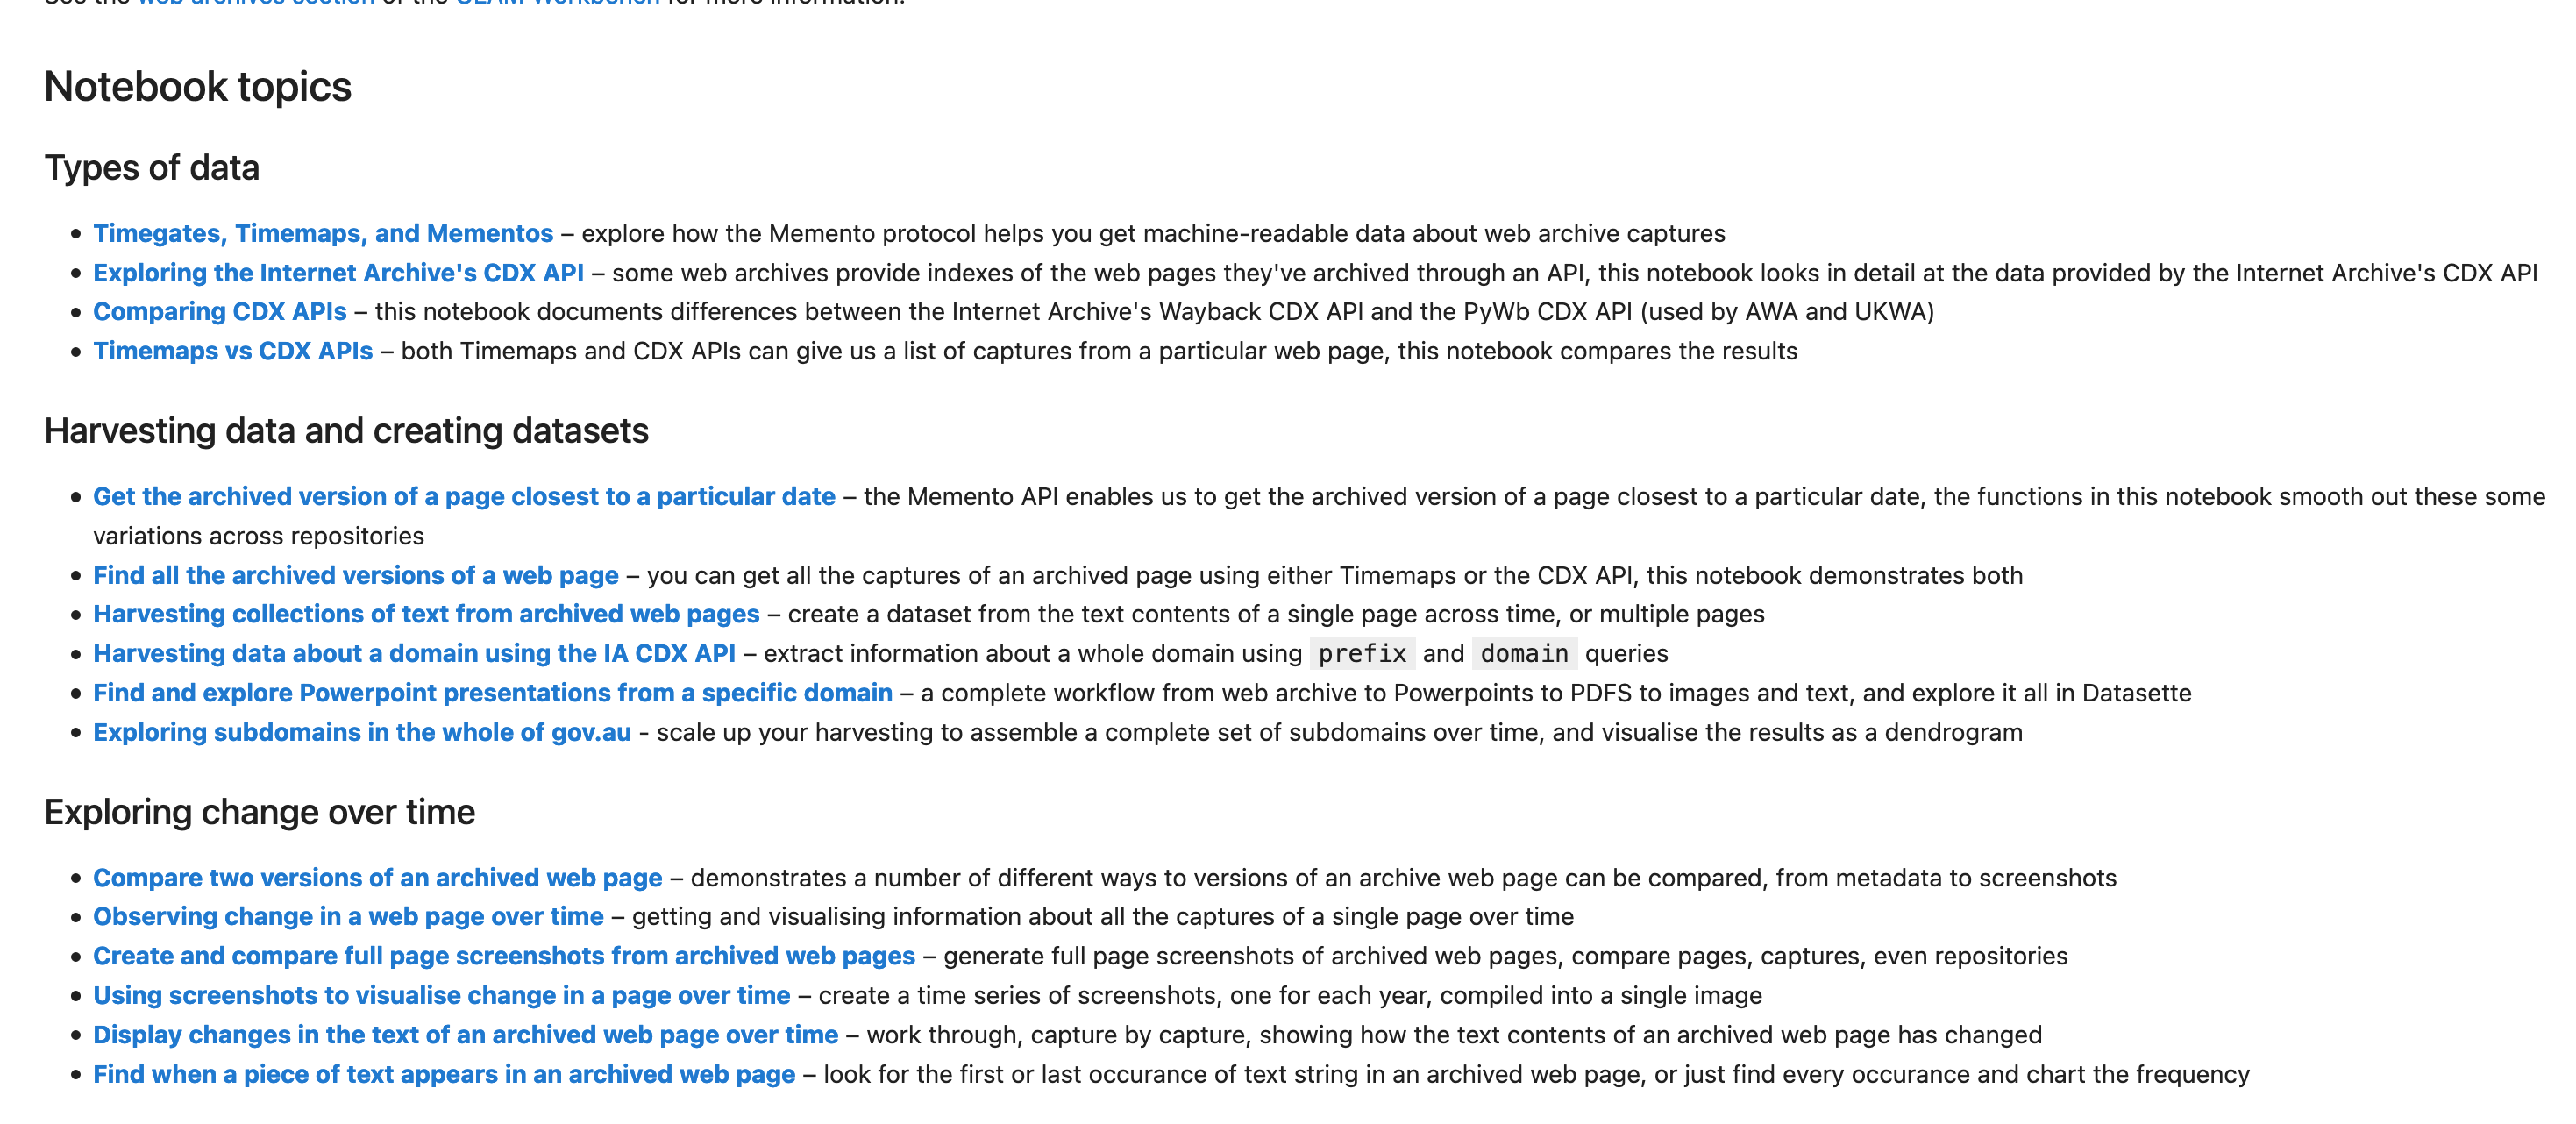 See the web archives section of the GLAM Workbench for more information.
Notebook topics
Types of data
• Timegates, Timemaps, and Mementos – explore how the Memento protocol helps you get machine-readable data about web archive captures
• Exploring the Internet Archive's CDX API – some web archives provide indexes of the web pages they've archived through an API, this notebook looks in detail at the data provided by the Internet Archive's CDX API
• Comparing CDX APIs – this notebook documents differences between the Internet Archive's Wayback CDX API and the PyWb CDX API (used by AWA and UKWA)
• Timemaps vs CDX APIs – both Timemaps and CDX APIs can give us a list of captures from a particular web page, this notebook compares the results
Harvesting data and creating datasets
• Get the archived version of a page closest to a particular date – the Memento API enables us to get the archived version of a page closest to a particular date, the functions in this notebook smooth out these some
variations across repositories
• Find all the archived versions of a web page – you can get all the captures of an archived page using either Timemaps or the CDX API, this notebook demonstrates both
• Harvesting collections of text from archived web pages – create a dataset from the text contents of a single page across time, or multiple pages
• Harvesting data about a domain using the IA CDX API – extract information about a whole domain using prefix and domain queries
• Find and explore Powerpoint presentations from a specific domain – a complete workflow from web archive to Powerpoints to PDFS to images and text, and explore it all in Datasette
• Exploring subdomains in the whole of gov.au - scale up your harvesting to assemble a complete set of subdomains over time, and visualise the results as a dendrogram
Exploring change over time
• Compare two versions of an archived web page – demonstrates a number of different ways to versions of an archive web page can be compared, from metadata to screenshots
• Observing change in a web page over time – getting and visualising information about all the captures of a single page over time
• Create and compare full page screenshots from archived web pages – generate full page screenshots of archived web pages, compare pages, captures, even repositories
• Using screenshots to visualise change in a page over time – create a time series of screenshots, one for each year, compiled into a single image
• Display changes in the text of an archived web page over time – work through, capture by capture, showing how the text contents of an archived web page has changed
• Find when a piece of text appears in an archived web page – look for the first or last occurance of text string in an archived web page, or just find every occurance and chart the frequency